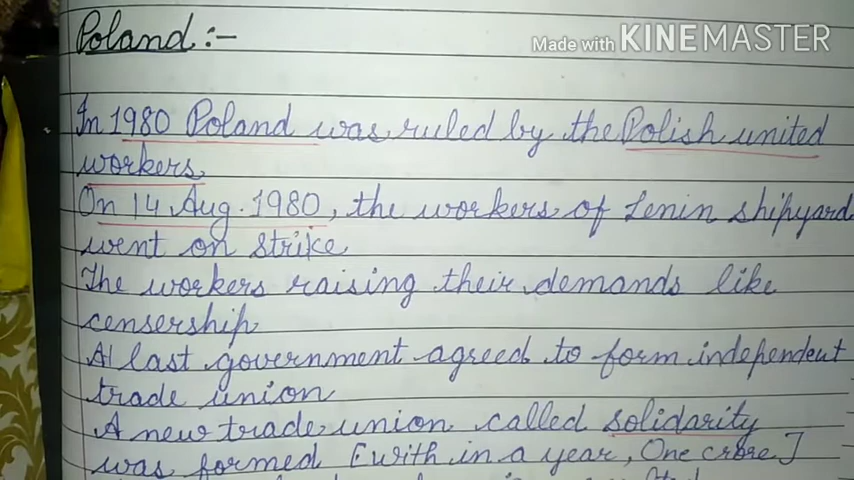 Poland :-
Made with KINEMASTER
In 1980 Poland was ruled by the Polish united
workers
On 14 Aug. 1980, the workers of Lenin shipyard
went on strike
The workers raising their demands like
censership
At last government agreed to form independent
trade union
A new trade union called solidarity
was formed [with in a year, One crore]